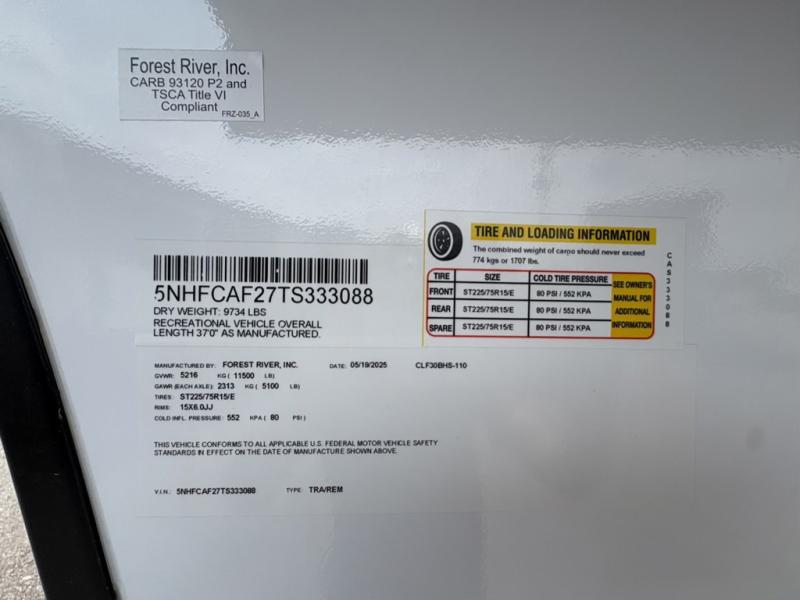 Forest River, Inc.
CARB 93120 P2 and
TSCA Title VI
Compliant
FRZ-035_A
TIRE AND LOADING INFORMATION
The combined weight of cargo should never exceed
774 kgs or 1707 lbs.
TIRE SIZE COLD TIRE PRESSURE SEE OWNER'S MANUAL FOR ADDITIONAL INFORMATION
FRONT ST225/75R15/E 80 PSI / 552 KPA
REAR ST225/75R15/E 80 PSI / 552 KPA
SPARE ST225/75R15/E 80 PSI / 552 KPA
CAS333088
5NHFCAF27TS333088
DRY WEIGHT: 9734 LBS
RECREATIONAL VEHICLE OVERALL
LENGTH 37'0" AS MANUFACTURED.
MANUFACTURED BY: FOREST RIVER, INC. DATE: 05/19/2025 CLF30BHS-110
GVWR: 5216 KG ( 11500 LB)
GAWR (EACH AXLE): 2313 KG ( 5100 LB)
TIRES: ST225/75R15/E
RIMS: 15X6.0JJ
COLD INFL. PRESSURE: 552 KPA ( 80 PSI )
THIS VEHICLE CONFORMS TO ALL APPLICABLE U.S. FEDERAL MOTOR VEHICLE SAFETY
STANDARDS IN EFFECT ON THE DATE OF MANUFACTURE SHOWN ABOVE.
V.I.N.: 5NHFCAF27TS333088 TYPE: TRA/REM